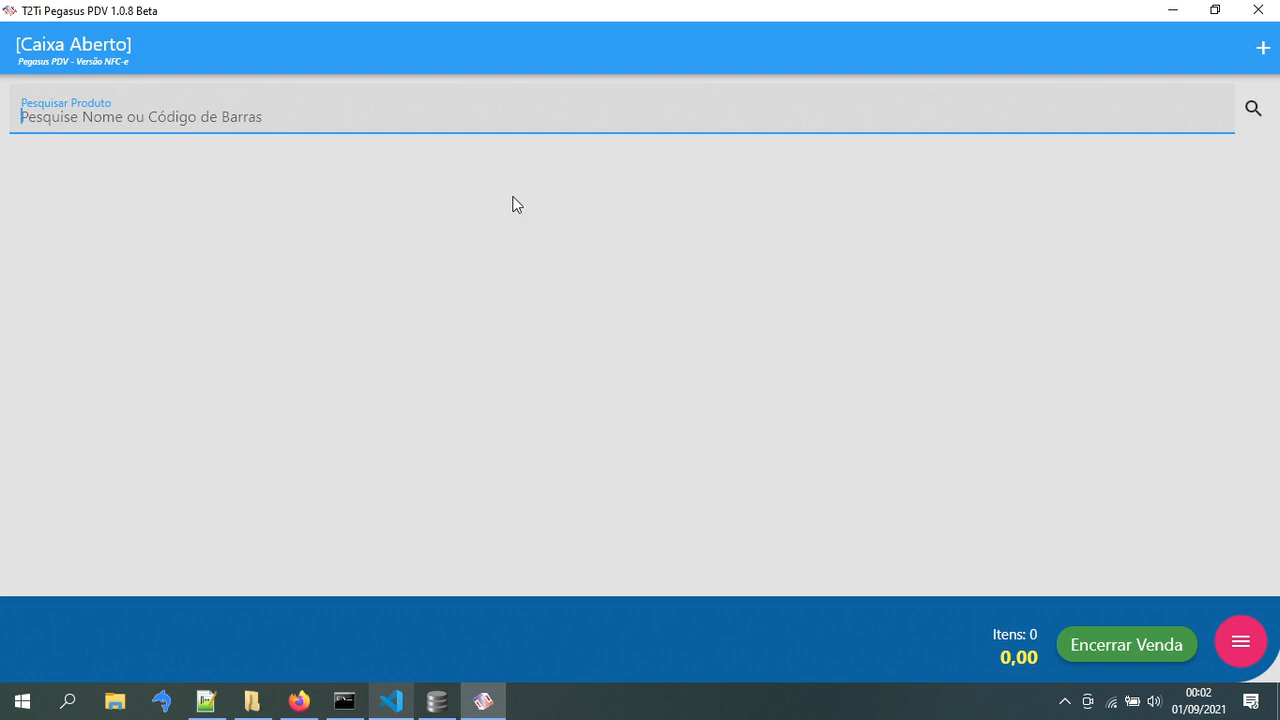 T2Ti Pegasus PDV 1.0.8 Beta
[Caixa Aberto]
Pegasus PDV - Versão NFC-e
Pesquisar Produto
Pesquise Nome ou Código de Barras
Itens: 0
0,00
Encerrar Venda
00:02
01/09/2021